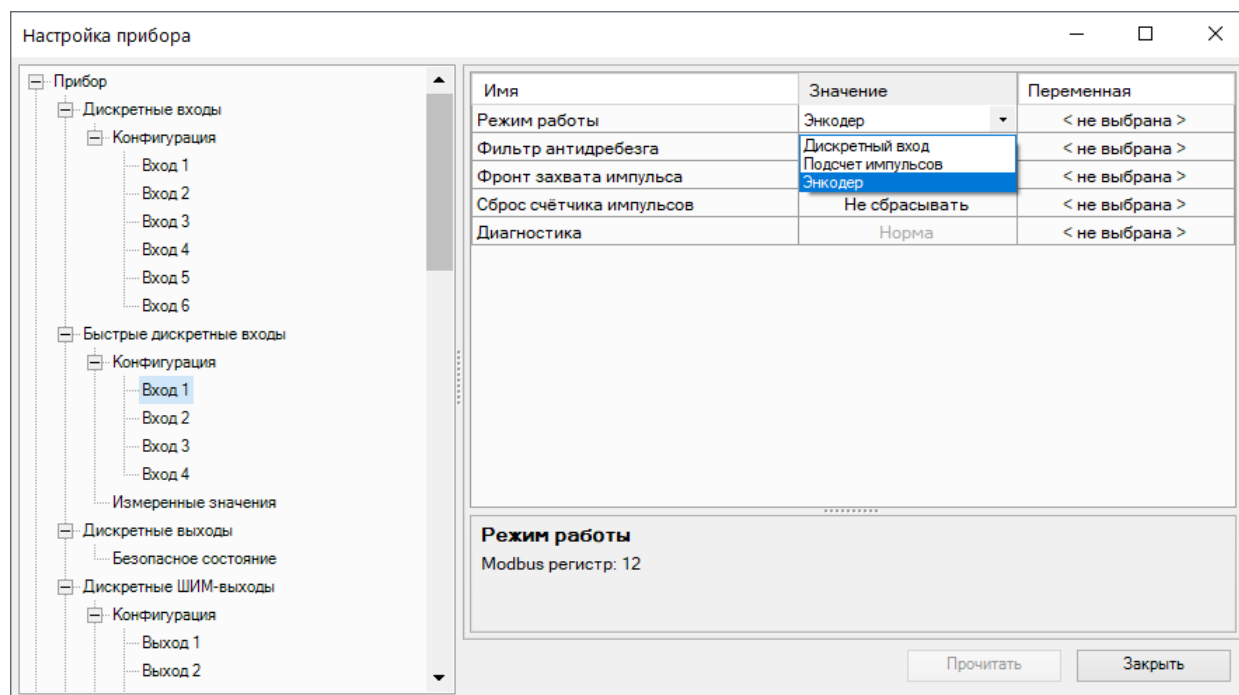 Настройка прибора
Прибор
Дискретные входы
Конфигурация
Вход 1
Вход 2
Вход 3
Вход 4
Вход 5
Вход 6
Быстрые дискретные входы
Конфигурация
Вход 1
Вход 2
Вход 3
Вход 4
Измеренные значения
Дискретные выходы
Безопасное состояние
Дискретные ШИМ-выходы
Конфигурация
Выход 1
Выход 2
Имя Значение Переменная
Режим работы Энкодер < не выбрана >
Фильтр антидребезга Дискретный вход < не выбрана >
Подсчет импульсов
Фронт захвата импульса Энкодер < не выбрана >
Сброс счётчика импульсов Не сбрасывать < не выбрана >
Диагностика Норма < не выбрана >
Режим работы
Modbus регистр: 12
Прочитать Закрыть